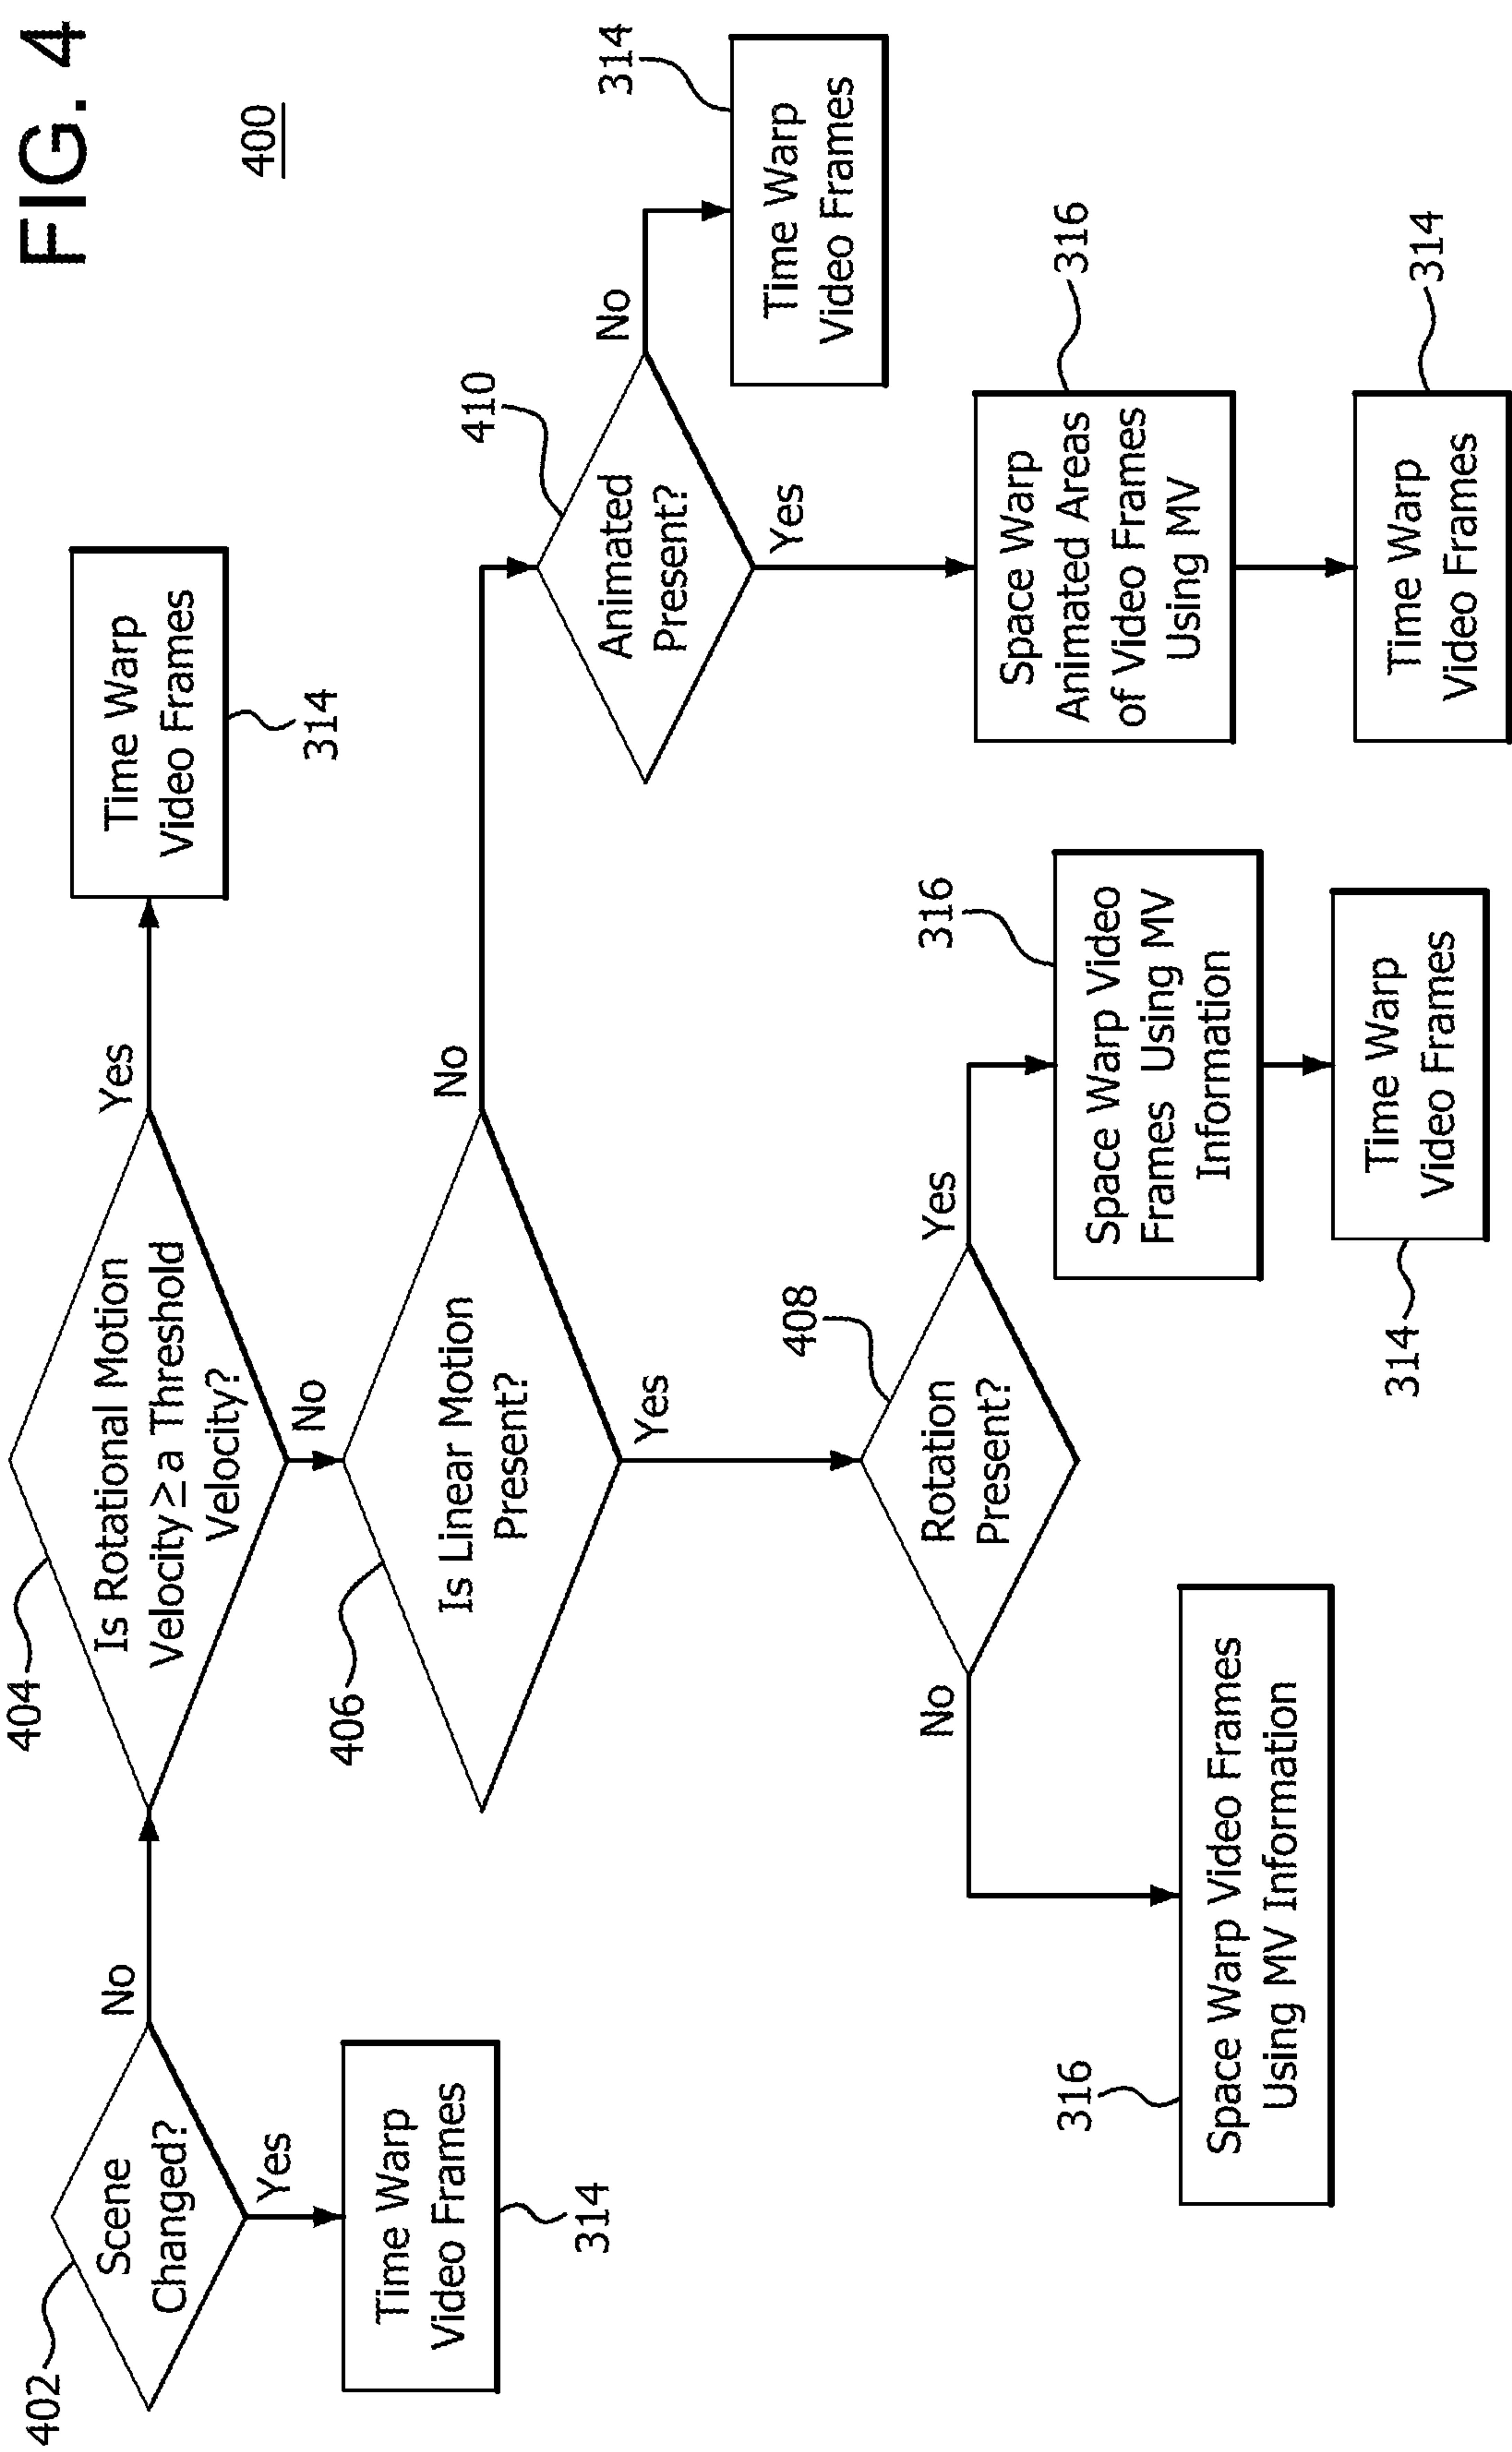 FIG. 4
400
402
Scene
Changed?
No
Yes
Time Warp
Video Frames
314
404
Is Rotational Motion
Velocity ≥ a Threshold
Velocity?
Yes
No
Time Warp
Video Frames
314
406
Is Linear Motion
Present?
No
Yes
410
Animated
Present?
No
Yes
Time Warp
Video Frames
314
Space Warp
Animated Areas
of Video Frames
Using MV
316
Time Warp
Video Frames
314
408
Rotation
Present?
No
Yes
Space Warp Video Frames
Using MV Information
316
Space Warp Video
Frames Using MV
Information
316
Time Warp
Video Frames
314